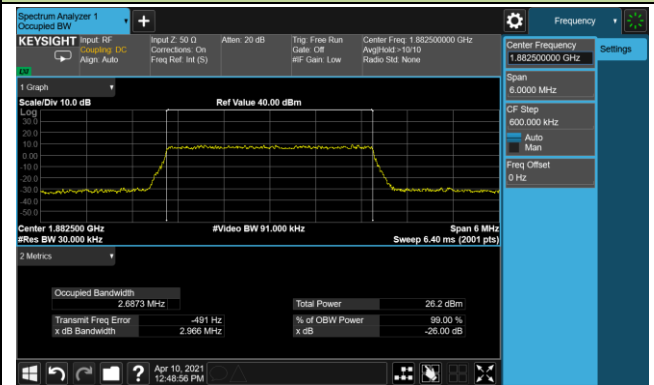 Spectrum Analyzer 1
Occupied BW
Frequency
KEYSIGHT
Input: RF
Coupling: DC
Align: Auto
Input Z: 50 Ω
Corrections: On
Freq Ref: Int (S)
Atten: 20 dB
Trig: Free Run
Gate: Off
#IF Gain: Low
Center Freq: 1.882500000 GHz
Avg|Hold:>10/10
Radio Std: None
Center Frequency
1.882500000 GHz
Settings
Span
6.0000 MHz
CF Step
600.000 kHz
Auto
Man
Freq Offset
0 Hz
1 Graph
Scale/Div 10.0 dB
Ref Value 40.00 dBm
Log
30.0
20.0
10.0
0.00
-10.0
-20.0
-30.0
-40.0
-50.0
Center 1.882500 GHz
#Video BW 91.000 kHz
Span 6 MHz
#Res BW 30.000 kHz
Sweep 6.40 ms (2001 pts)
2 Metrics
Occupied Bandwidth
2.6873 MHz
Total Power
26.2 dBm
Transmit Freq Error
-491 Hz
% of OBW Power
99.00 %
x dB Bandwidth
2.966 MHz
x dB
-26.00 dB
?
Apr 10, 2021
12:48:56 PM